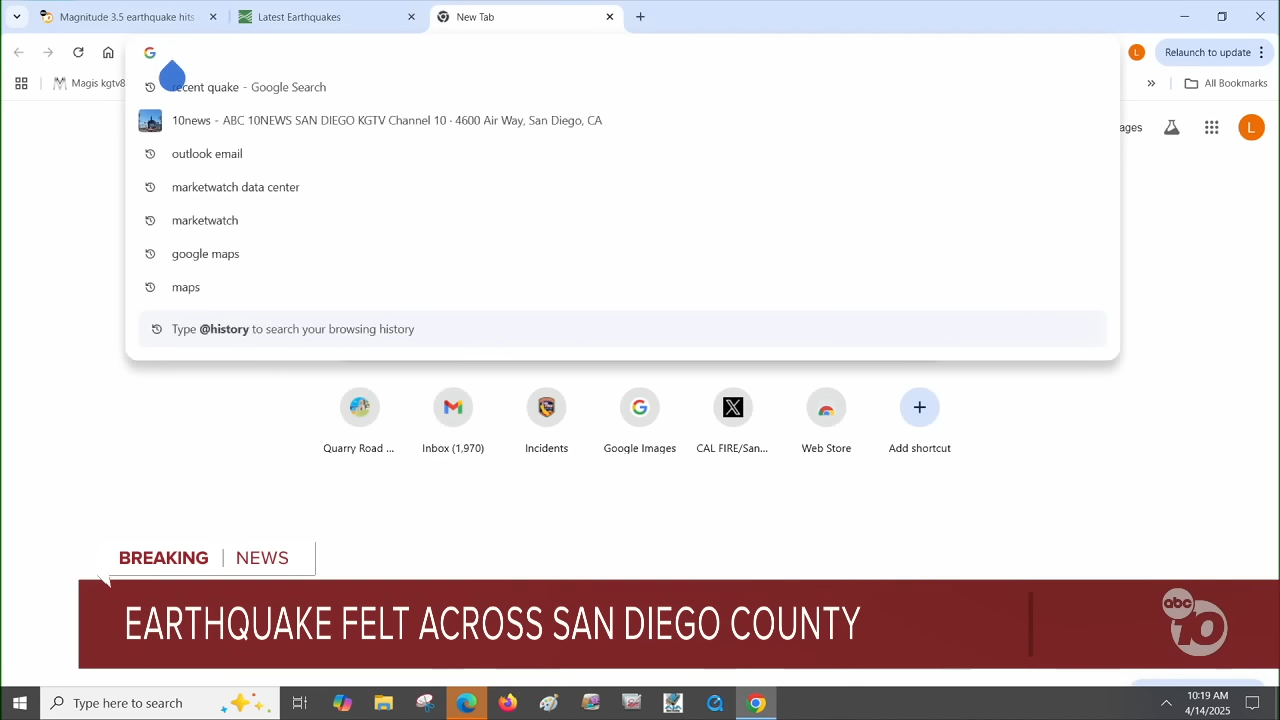 Magnitude 3.5 earthquake hits
Latest Earthquakes
New Tab
L
Relaunch to update
Magis kgtv8
All Bookmarks
recent quake - Google Search
10news - ABC 10NEWS SAN DIEGO KGTV Channel 10 · 4600 Air Way, San Diego, CA
ages
L
outlook email
marketwatch data center
marketwatch
google maps
maps
Type @history to search your browsing history
Quarry Road ...
Inbox (1,970)
Incidents
Google Images
CAL FIRE/San...
Web Store
Add shortcut
BREAKING | NEWS
EARTHQUAKE FELT ACROSS SAN DIEGO COUNTY
abc
10
Type here to search
10:19 AM
4/14/2025